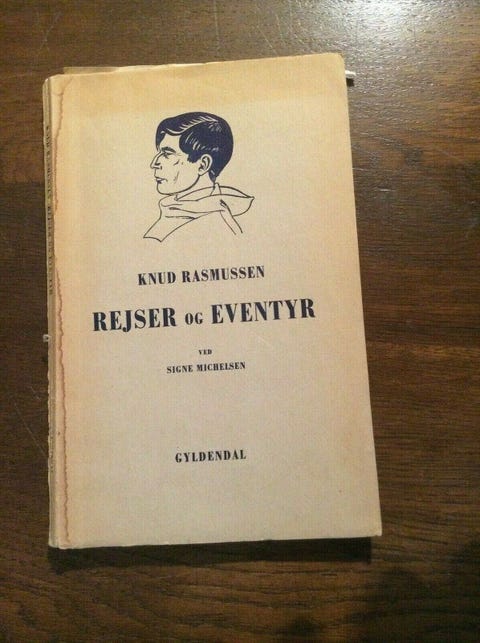 KNUD RASMUSSEN
REJSER OG EVENTYR
VED
SIGNE MICHELSEN
GYLDENDAL